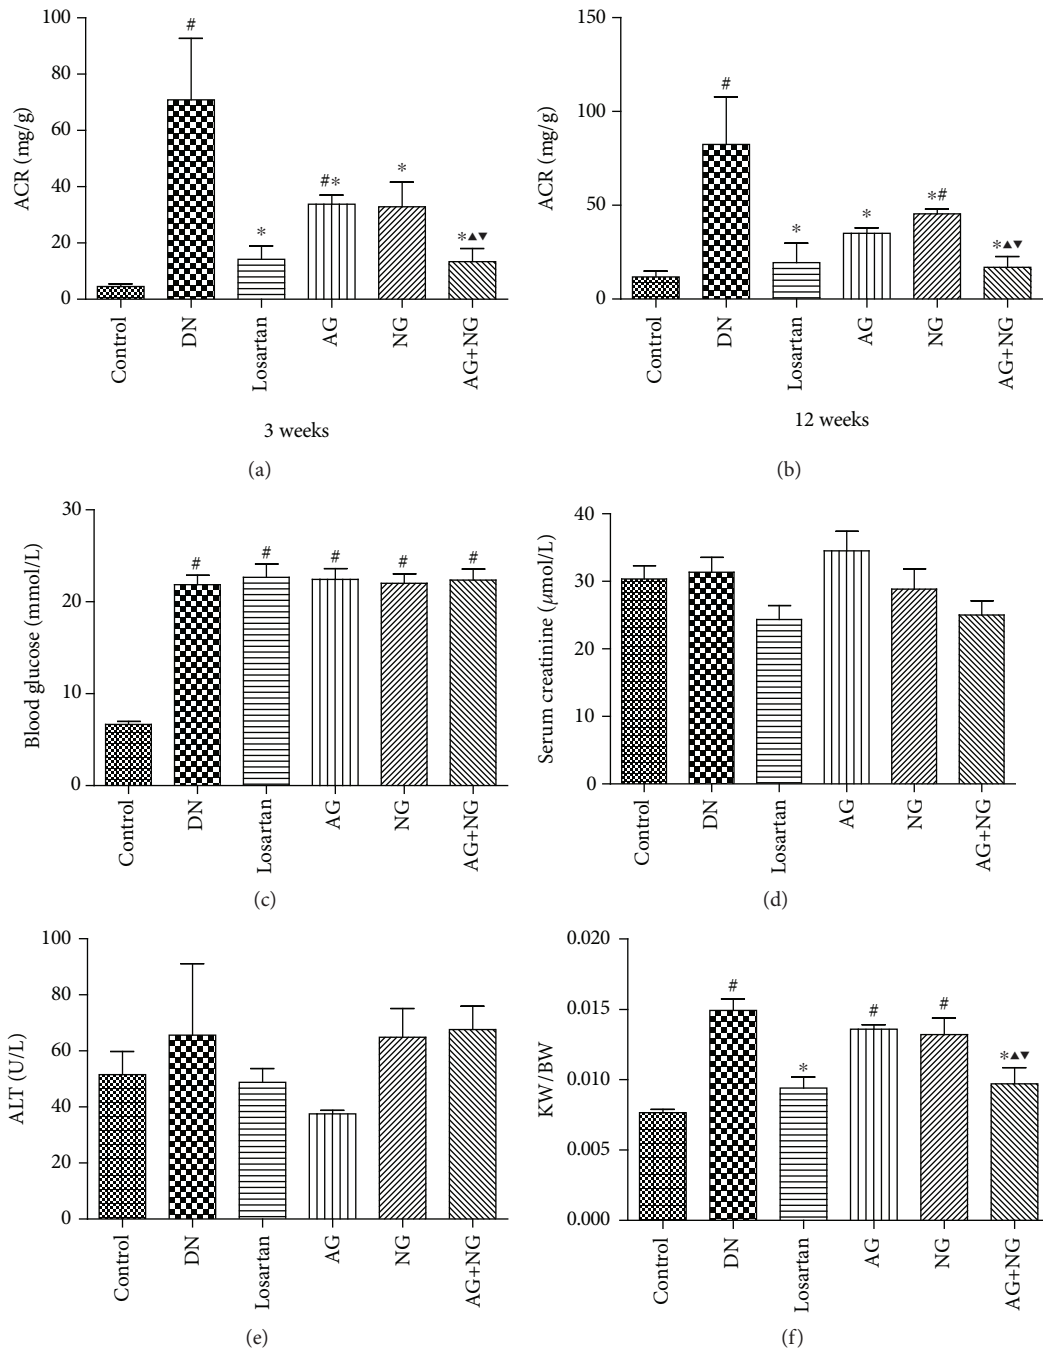 100
80
60
40
20
0
ACR (mg/g)
#
*
#*
*
*▲▼
Control
DN
Losartan
AG
NG
AG+NG
3 weeks
(a)
150
100
50
0
ACR (mg/g)
#
*
*
*#
*▲▼
Control
DN
Losartan
AG
NG
AG+NG
12 weeks
(b)
30
20
10
0
Blood glucose (mmol/L)
#
#
#
#
#
Control
DN
Losartan
AG
NG
AG+NG
(c)
40
30
20
10
0
Serum creatinine (μmol/L)
Control
DN
Losartan
AG
NG
AG+NG
(d)
100
80
60
40
20
0
ALT (U/L)
Control
DN
Losartan
AG
NG
AG+NG
(e)
0.020
0.015
0.010
0.005
0.000
KW/BW
#
*
#
#
*▲▼
Control
DN
Losartan
AG
NG
AG+NG
(f)